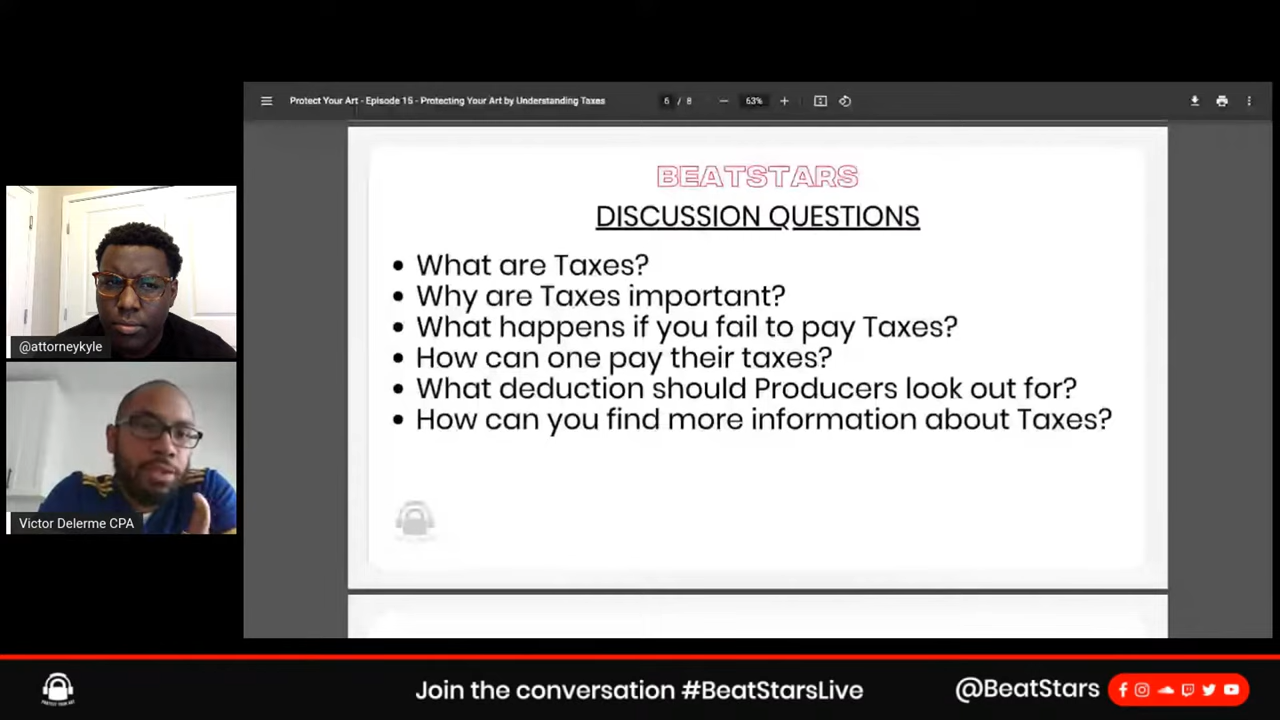 Protect Your Art - Episode 15 - Protecting Your Art by Understanding Taxes
6 / 8
63%
BEATSTARS
DISCUSSION QUESTIONS
• What are Taxes?
• Why are Taxes important?
• What happens if you fail to pay Taxes?
• How can one pay their taxes?
• What deduction should Producers look out for?
• How can you find more information about Taxes?
@attorneykyle
Victor Delerme CPA
PROTECT YOUR ART
Join the conversation #BeatStarsLive
@BeatStars